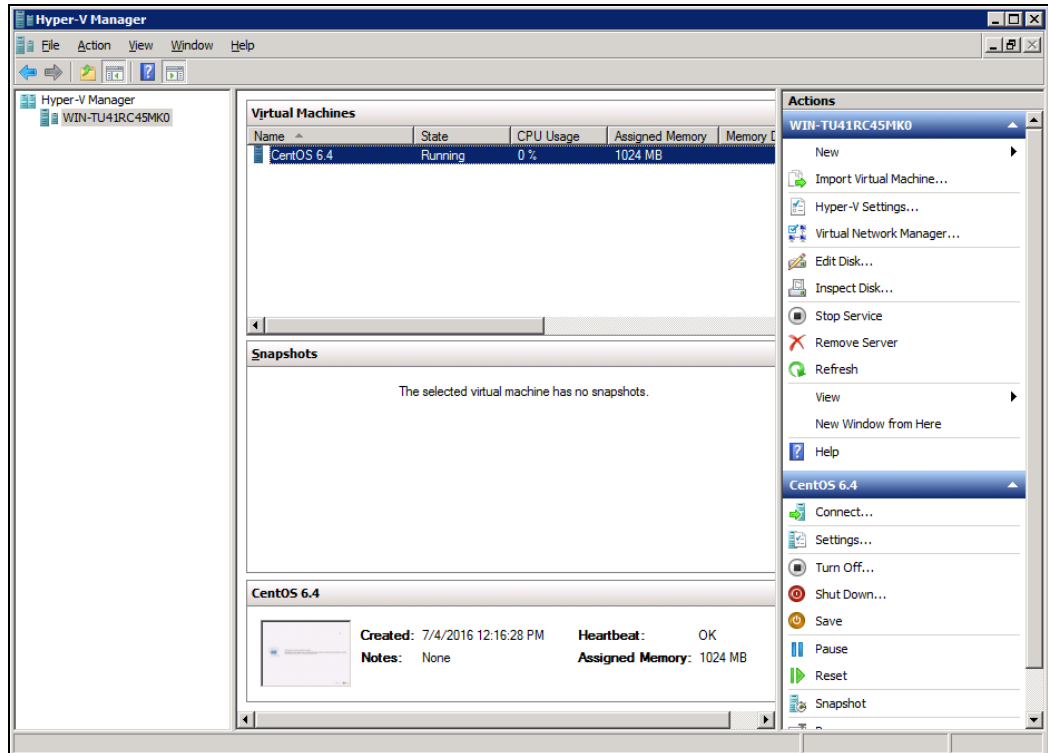 Hyper-V Manager
File Action View Window Help
Hyper-V Manager
WIN-TU41RC45MK0
Virtual Machines
Name State CPU Usage Assigned Memory Memory D
CentOS 6.4 Running 0 % 1024 MB
Snapshots
The selected virtual machine has no snapshots.
CentOS 6.4
Created: 7/4/2016 12:16:28 PM Heartbeat: OK
Notes: None Assigned Memory: 1024 MB
Actions
WIN-TU41RC45MK0
New
Import Virtual Machine...
Hyper-V Settings...
Virtual Network Manager...
Edit Disk...
Inspect Disk...
Stop Service
Remove Server
Refresh
View
New Window from Here
Help
CentOS 6.4
Connect...
Settings...
Turn Off...
Shut Down...
Save
Pause
Reset
Snapshot